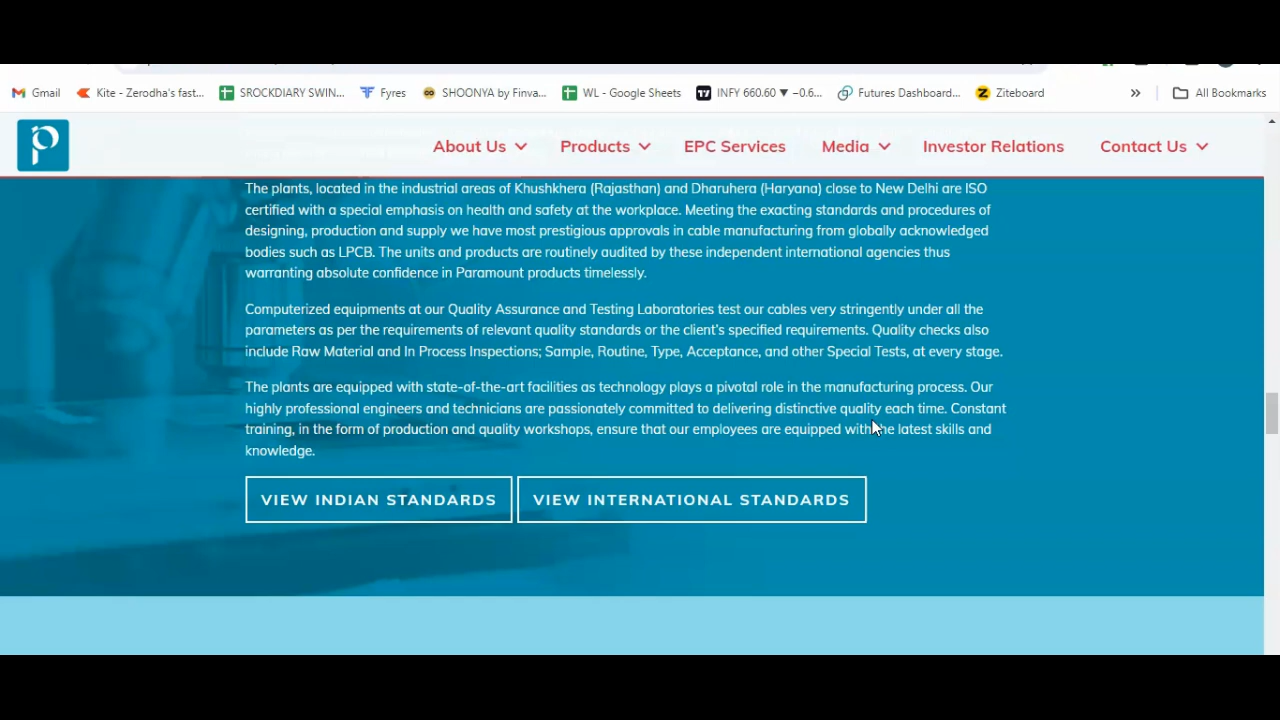 Gmail Kite - Zerodha's fast... SROCKDIARY SWIN... Fyres SHOONYA by Finva... WL - Google Sheets INFY 660.60 ▼ −0.6... Futures Dashboard... Ziteboard » All Bookmarks
About Us Products EPC Services Media Investor Relations Contact Us
The plants, located in the industrial areas of Khushkhera (Rajasthan) and Dharuhera (Haryana) close to New Delhi are ISO
certified with a special emphasis on health and safety at the workplace. Meeting the exacting standards and procedures of
designing, production and supply we have most prestigious approvals in cable manufacturing from globally acknowledged
bodies such as LPCB. The units and products are routinely audited by these independent international agencies thus
warranting absolute confidence in Paramount products timelessly.
Computerized equipments at our Quality Assurance and Testing Laboratories test our cables very stringently under all the
parameters as per the requirements of relevant quality standards or the client's specified requirements. Quality checks also
include Raw Material and In Process Inspections; Sample, Routine, Type, Acceptance, and other Special Tests, at every stage.
The plants are equipped with state-of-the-art facilities as technology plays a pivotal role in the manufacturing process. Our
highly professional engineers and technicians are passionately committed to delivering distinctive quality each time. Constant
training, in the form of production and quality workshops, ensure that our employees are equipped with the latest skills and
knowledge.
VIEW INDIAN STANDARDS VIEW INTERNATIONAL STANDARDS